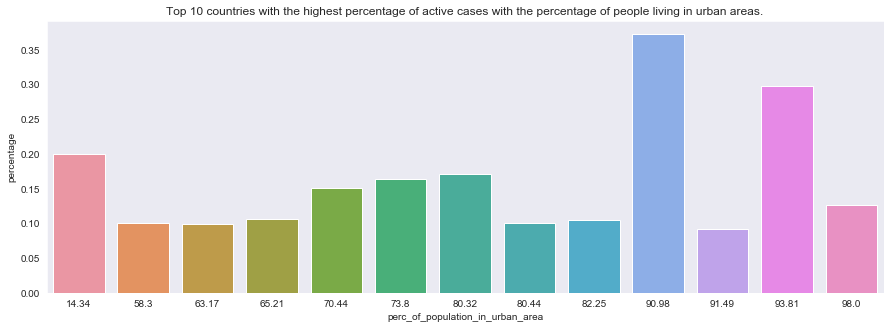 Top 10 countries with the highest percentage of active cases with the percentage of people living in urban areas.
percentage
0.35
0.30
0.25
0.20
0.15
0.10
0.05
0.00
14.34 58.3 63.17 65.21 70.44 73.8 80.32 80.44 82.25 90.98 91.49 93.81 98.0
perc_of_population_in_urban_area